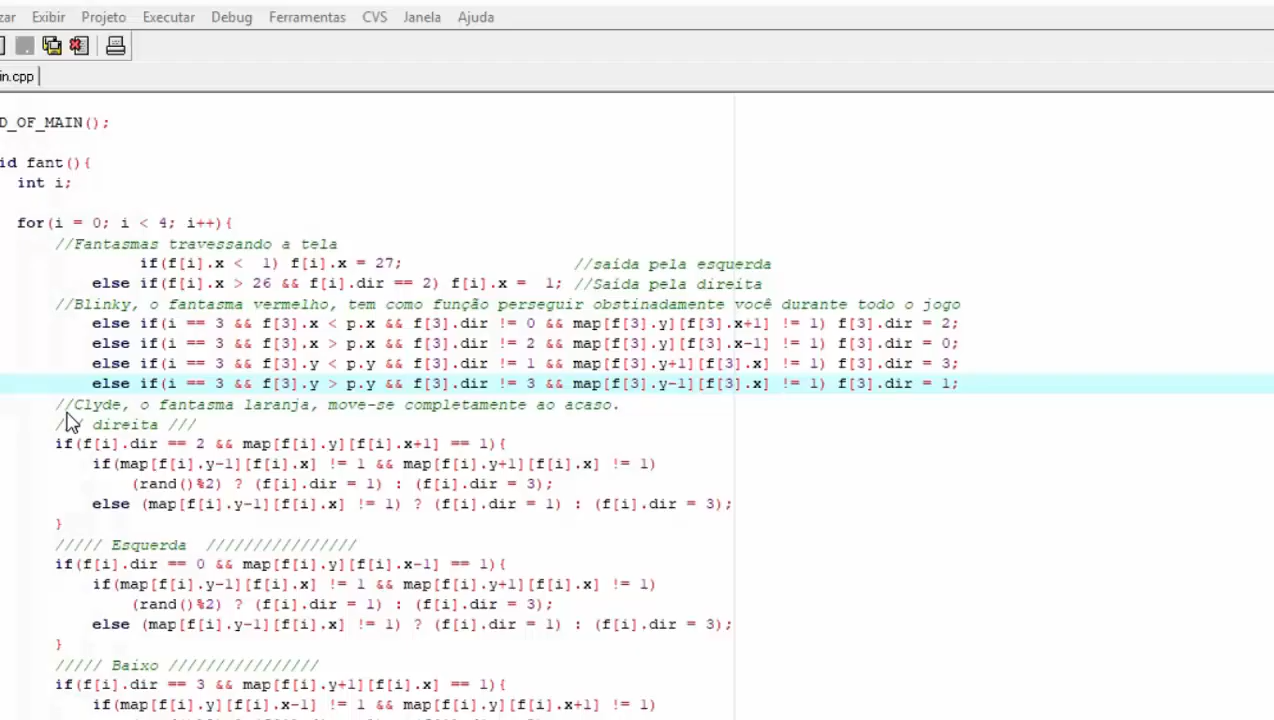 zar Exibir Projeto Executar Debug Ferramentas CVS Janela Ajuda
in.cpp
D_OF_MAIN();
id fant(){
int i;
for(i = 0; i < 4; i++){
//Fantasmas travessando a tela
if(f[i].x < 1) f[i].x = 27; //saída pela esquerda
else if(f[i].x > 26 && f[i].dir == 2) f[i].x = 1; //Saída pela direita
//Blinky, o fantasma vermelho, tem como função perseguir obstinadamente você durante todo o jogo
else if(i == 3 && f[3].x < p.x && f[3].dir != 0 && map[f[3].y][f[3].x+1] != 1) f[3].dir = 2;
else if(i == 3 && f[3].x > p.x && f[3].dir != 2 && map[f[3].y][f[3].x-1] != 1) f[3].dir = 0;
else if(i == 3 && f[3].y < p.y && f[3].dir != 1 && map[f[3].y+1][f[3].x] != 1) f[3].dir = 3;
else if(i == 3 && f[3].y > p.y && f[3].dir != 3 && map[f[3].y-1][f[3].x] != 1) f[3].dir = 1;
//Clyde, o fantasma laranja, move-se completamente ao acaso.
/// direita ///
if(f[i].dir == 2 && map[f[i].y][f[i].x+1] == 1){
if(map[f[i].y-1][f[i].x] != 1 && map[f[i].y+1][f[i].x] != 1)
(rand()%2) ? (f[i].dir = 1) : (f[i].dir = 3);
else (map[f[i].y-1][f[i].x] != 1) ? (f[i].dir = 1) : (f[i].dir = 3);
}
///// Esquerda ////////////////
if(f[i].dir == 0 && map[f[i].y][f[i].x-1] == 1){
if(map[f[i].y-1][f[i].x] != 1 && map[f[i].y+1][f[i].x] != 1)
(rand()%2) ? (f[i].dir = 1) : (f[i].dir = 3);
else (map[f[i].y-1][f[i].x] != 1) ? (f[i].dir = 1) : (f[i].dir = 3);
}
///// Baixo ////////////////
if(f[i].dir == 3 && map[f[i].y+1][f[i].x] == 1){
if(map[f[i].y][f[i].x-1] != 1 && map[f[i].y][f[i].x+1] != 1)